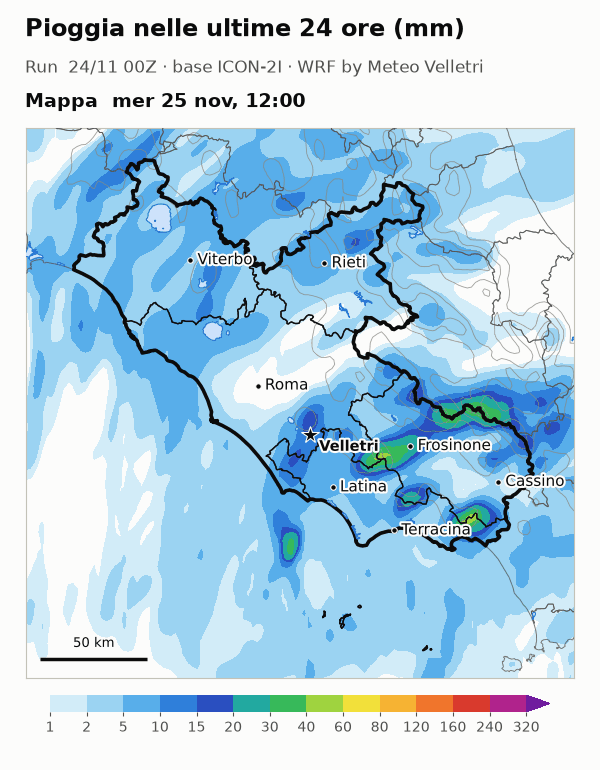 Pioggia nelle ultime 24 ore (mm)
Run  24/11 00Z · base ICON-2I · WRF by Meteo Velletri
Mappa  mer 25 nov, 12:00
Viterbo
Rieti
Roma
Velletri
Frosinone
Latina
Cassino
Terracina
50 km
1 2 5 10 15 20 30 40 60 80 120 160 240 320